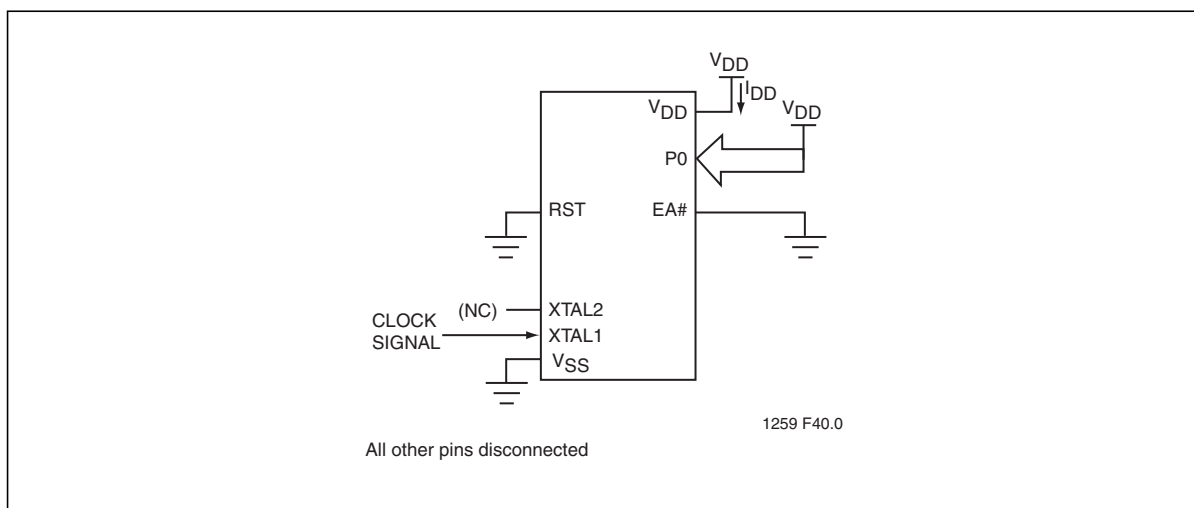 VDD
IDD
VDD
VDD
P0
RST
EA#
(NC)
XTAL2
CLOCK
SIGNAL
XTAL1
VSS
1259 F40.0
All other pins disconnected